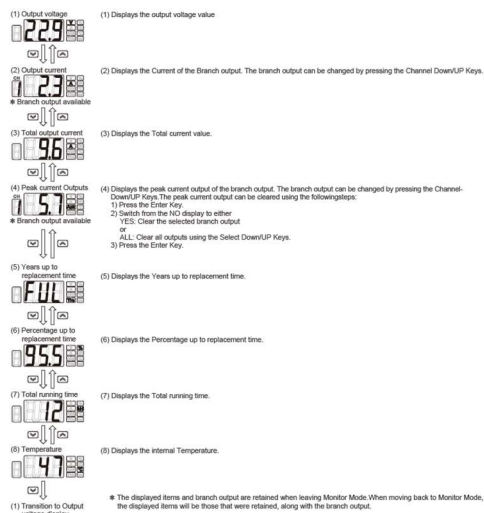 (1) Output voltage
(1) Displays the output voltage value
22.9
(2) Output current
(2) Displays the Current of the Branch output. The branch output can be changed by pressing the Channel Down/UP Keys.
CH
1 2.3 A
✱ Branch output available
(3) Total output current
(3) Displays the Total current value.
9.6 A
(4) Peak current Outputs
(4) Displays the peak current output of the branch output. The branch output can be changed by pressing the Channel-
Down/UP Keys.The peak current output can be cleared using the followingsteps:
CH
1 5.7
1) Press the Enter Key.
2) Switch from the NO display to either
✱ Branch output available
YES: Clear the selected branch output
or
ALL: Clear all outputs using the Select Down/UP Keys.
3) Press the Enter Key.
(5) Years up to
replacement time
(5) Displays the Years up to replacement time.
FUL
(6) Percentage up to
replacement time
(6) Displays the Percentage up to replacement time.
95.5 %
(7) Total running time
(7) Displays the Total running time.
12
(8) Temperature
(8) Displays the internal Temperature.
47
(1) Transition to Output
✱ The displayed items and branch output are retained when leaving Monitor Mode.When moving back to Monitor Mode,
the displayed items will be those that were retained, along with the branch output.